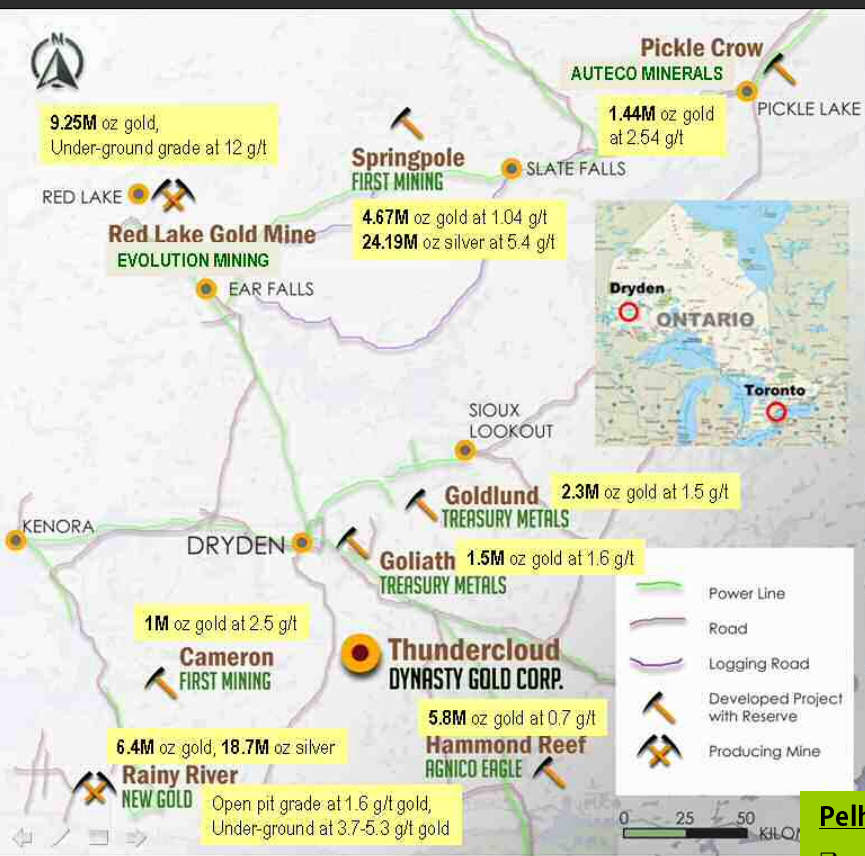 N
Pickle Crow
AUTECO MINERALS
PICKLE LAKE
1.44M oz gold
at 2.54 g/t
9.25M oz gold,
Under-ground grade at 12 g/t
Springpole
FIRST MINING
SLATE FALLS
RED LAKE
4.67M oz gold at 1.04 g/t
24.19M oz silver at 5.4 g/t
Red Lake Gold Mine
EVOLUTION MINING
EAR FALLS
Dryden
ONTARIO
Toronto
SIOUX
LOOKOUT
Goldlund
TREASURY METALS
2.3M oz gold at 1.5 g/t
KENORA
DRYDEN
Goliath
TREASURY METALS
1.5M oz gold at 1.6 g/t
1M oz gold at 2.5 g/t
Cameron
FIRST MINING
Thundercloud
DYNASTY GOLD CORP.
5.8M oz gold at 0.7 g/t
Hammond Reef
AGNICO EAGLE
6.4M oz gold, 18.7M oz silver
Rainy River
NEW GOLD
Open pit grade at 1.6 g/t gold,
Under-ground at 3.7-5.3 g/t gold
Power Line
Road
Logging Road
Developed Project
with Reserve
Producing Mine
0 25 50